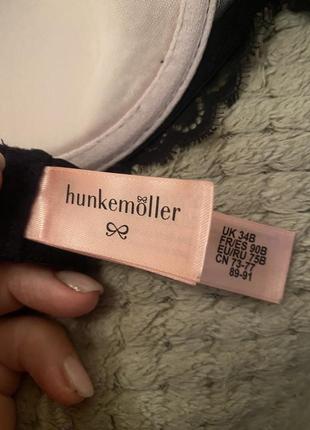 hunkemöller
UK 34B
FR/ES 90B
EU/RU 75B
CN 73-77
89-91